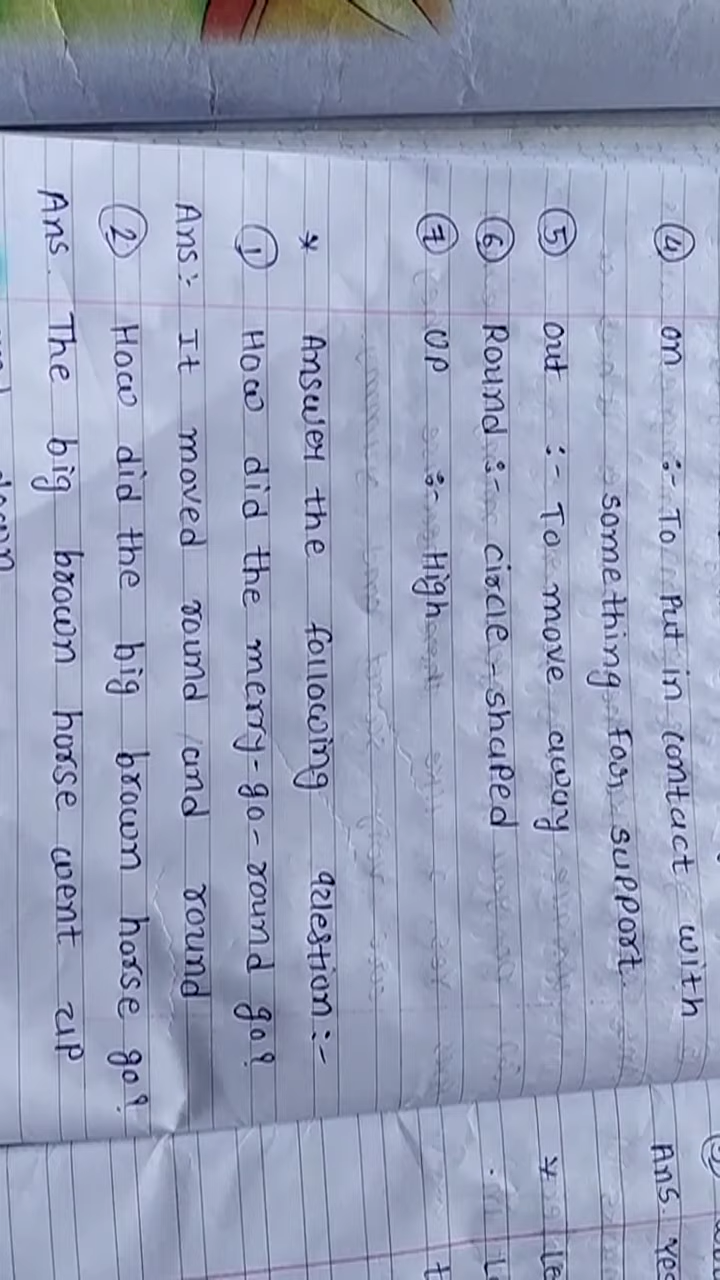 ④ on :- To Put in contact with
something for support.
⑤ out :- To move away
⑥ Round :- circle-shaped
⑦ UP :- High
* Answer the following question :-
① How did the merry-go-round go?
Ans :- It moved round and round
② How did the big brown horse go?
Ans. The big brown horse went up
down
Ans.
*